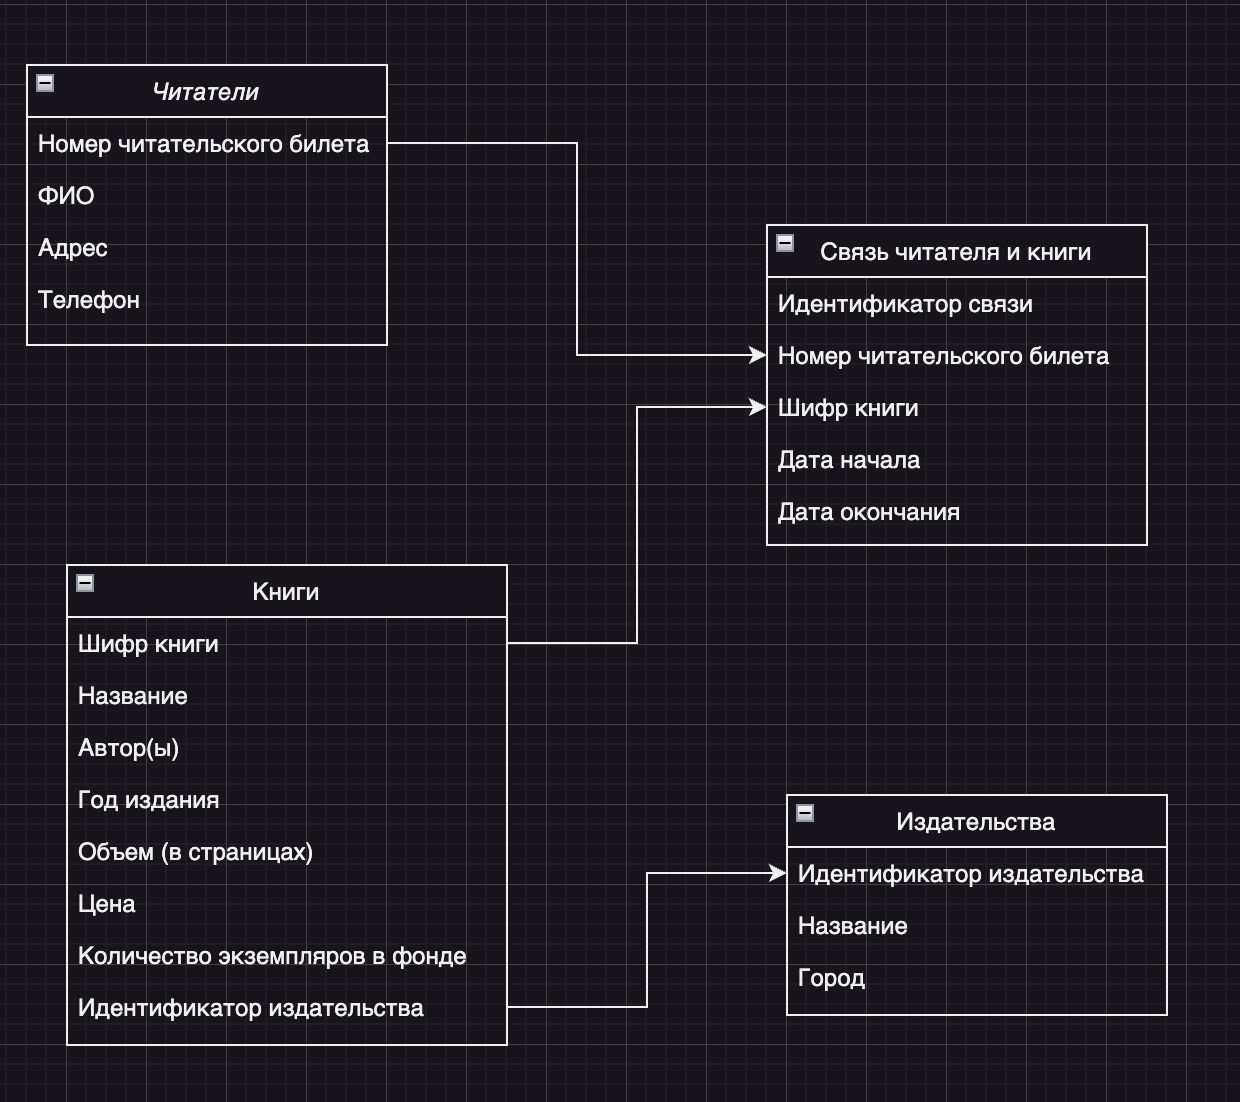 Читатели
Номер читательского билета
ФИО
Адрес
Телефон
Связь читателя и книги
Идентификатор связи
Номер читательского билета
Шифр книги
Дата начала
Дата окончания
Книги
Шифр книги
Название
Автор(ы)
Год издания
Объем (в страницах)
Цена
Количество экземпляров в фонде
Идентификатор издательства
Издательства
Идентификатор издательства
Название
Город